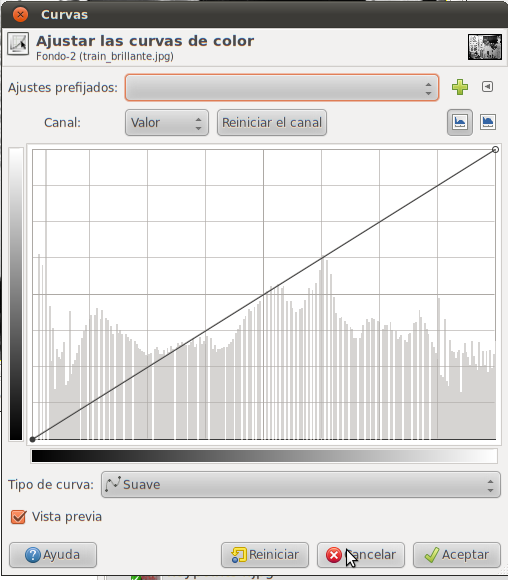 Curvas
Ajustar las curvas de color
Fondo-2 (train_brillante.jpg)
Ajustes prefijados:
Canal: Valor Reiniciar el canal
Tipo de curva: Suave
Vista previa
Ayuda Reiniciar Cancelar Aceptar